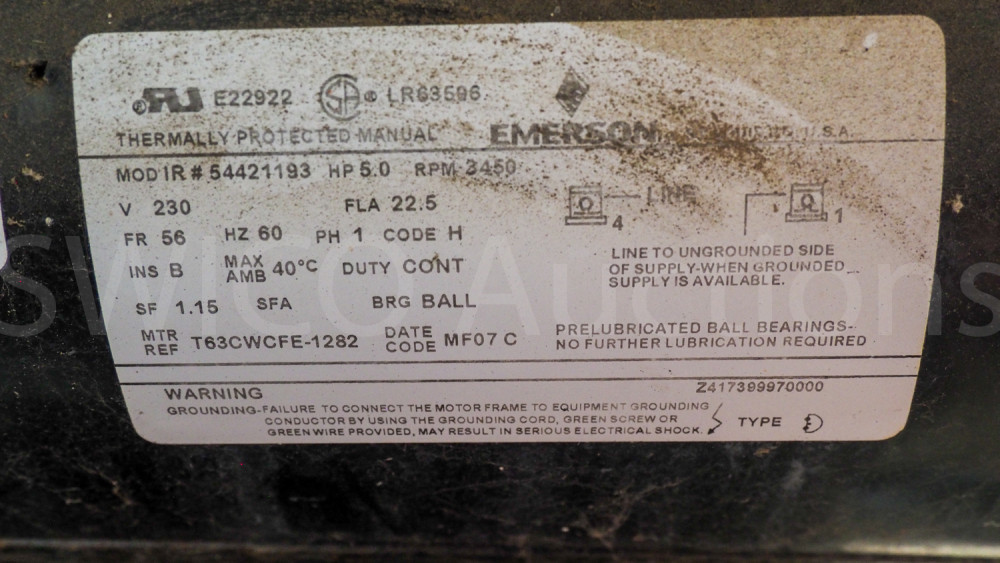 E22922 SA ® LR63596
THERMALLY PROTECTED MANUAL EMERSON U.S.A.
MOD IR # 54421193 HP 5.0 RPM 3450
V 230 FLA 22.5
LINE
4 1
FR 56 HZ 60 PH 1 CODE H
LINE TO UNGROUNDED SIDE
OF SUPPLY-WHEN GROUNDED
SUPPLY IS AVAILABLE.
INS B MAX AMB 40°C DUTY CONT
SF 1.15 SFA BRG BALL
MTR REF T63CWCFE-1282 DATE CODE MF07 C
PRELUBRICATED BALL BEARINGS-
NO FURTHER LUBRICATION REQUIRED
WARNING Z417399970000
GROUNDING-FAILURE TO CONNECT THE MOTOR FRAME TO EQUIPMENT GROUNDING
CONDUCTOR BY USING THE GROUNDING CORD, GREEN SCREW OR
GREEN WIRE PROVIDED, MAY RESULT IN SERIOUS ELECTRICAL SHOCK.
TYPE D
SWICO Auctions